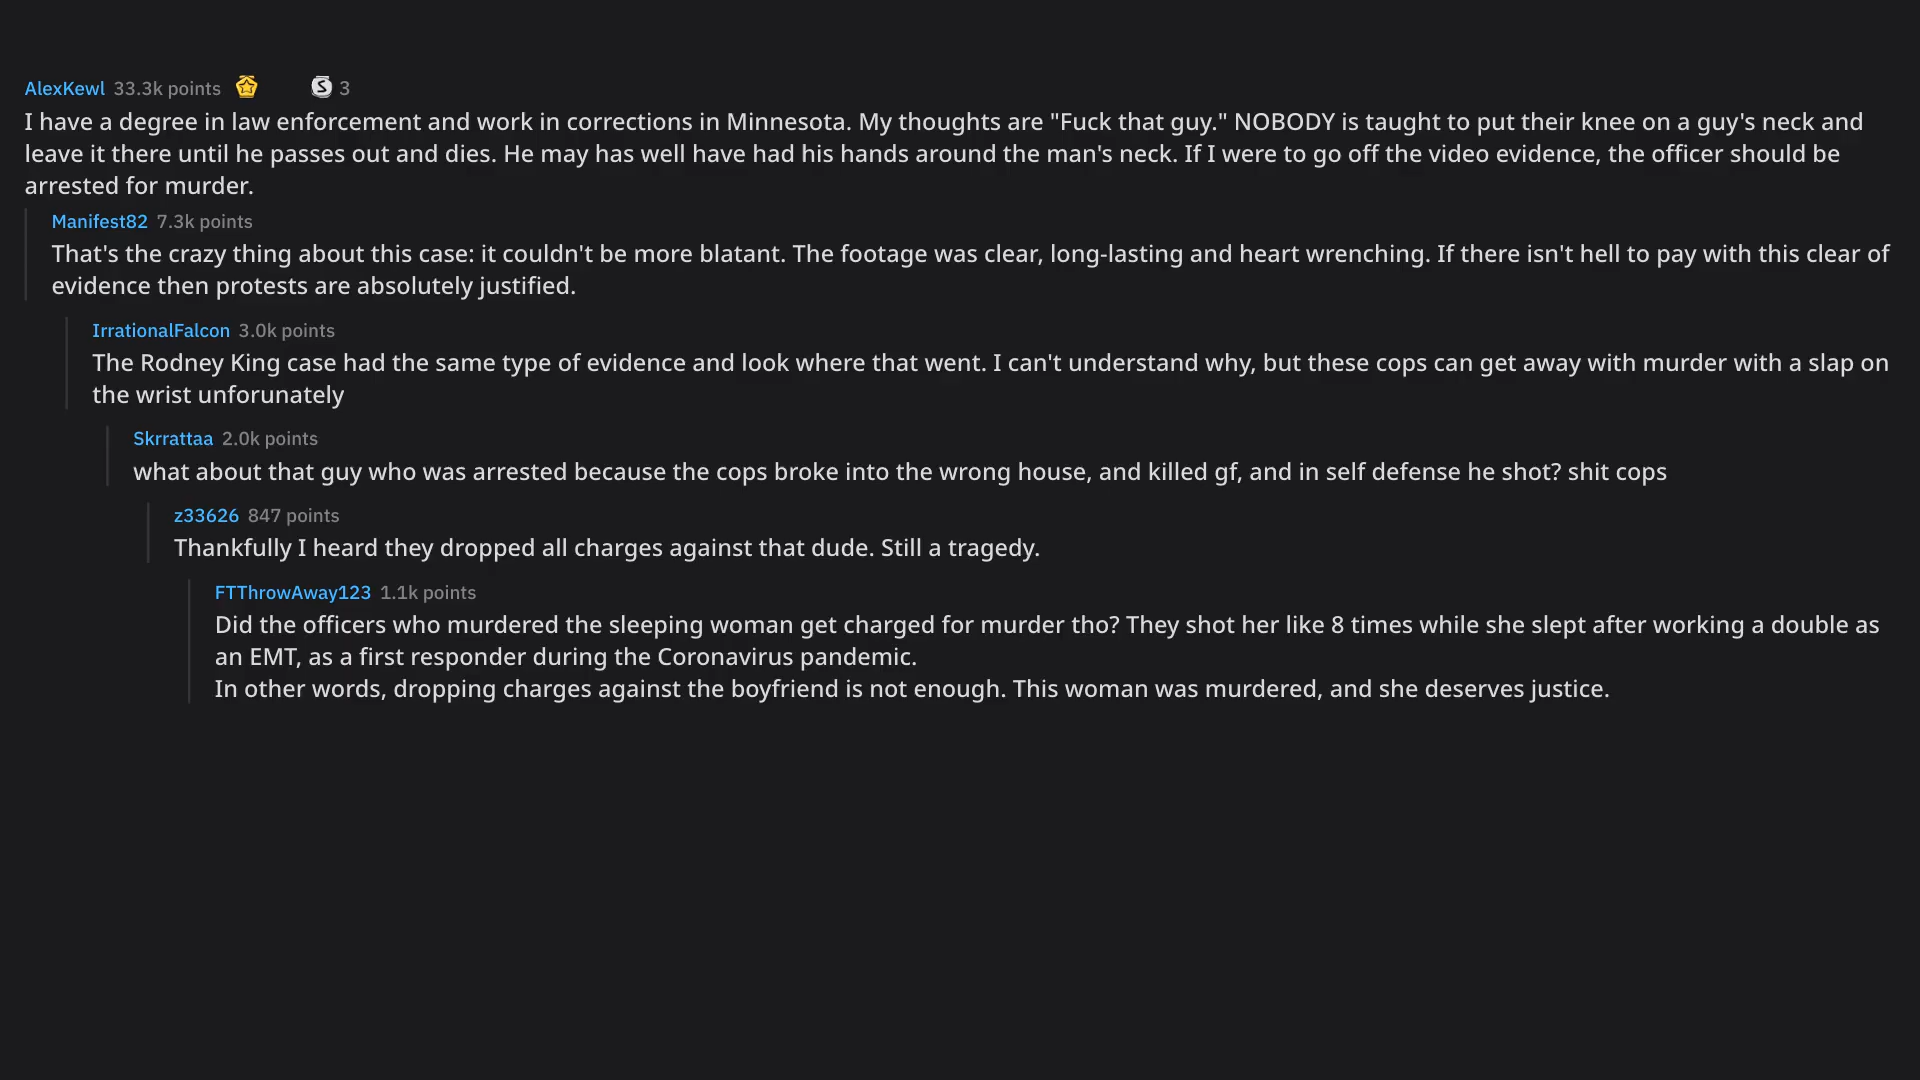 AlexKewl 33.3k points 3
I have a degree in law enforcement and work in corrections in Minnesota. My thoughts are "Fuck that guy." NOBODY is taught to put their knee on a guy's neck and
leave it there until he passes out and dies. He may has well have had his hands around the man's neck. If I were to go off the video evidence, the officer should be
arrested for murder.
Manifest82 7.3k points
That's the crazy thing about this case: it couldn't be more blatant. The footage was clear, long-lasting and heart wrenching. If there isn't hell to pay with this clear of
evidence then protests are absolutely justified.
IrrationalFalcon 3.0k points
The Rodney King case had the same type of evidence and look where that went. I can't understand why, but these cops can get away with murder with a slap on
the wrist unforunately
Skrrattaa 2.0k points
what about that guy who was arrested because the cops broke into the wrong house, and killed gf, and in self defense he shot? shit cops
z33626 847 points
Thankfully I heard they dropped all charges against that dude. Still a tragedy.
FTThrowAway123 1.1k points
Did the officers who murdered the sleeping woman get charged for murder tho? They shot her like 8 times while she slept after working a double as
an EMT, as a first responder during the Coronavirus pandemic.
In other words, dropping charges against the boyfriend is not enough. This woman was murdered, and she deserves justice.